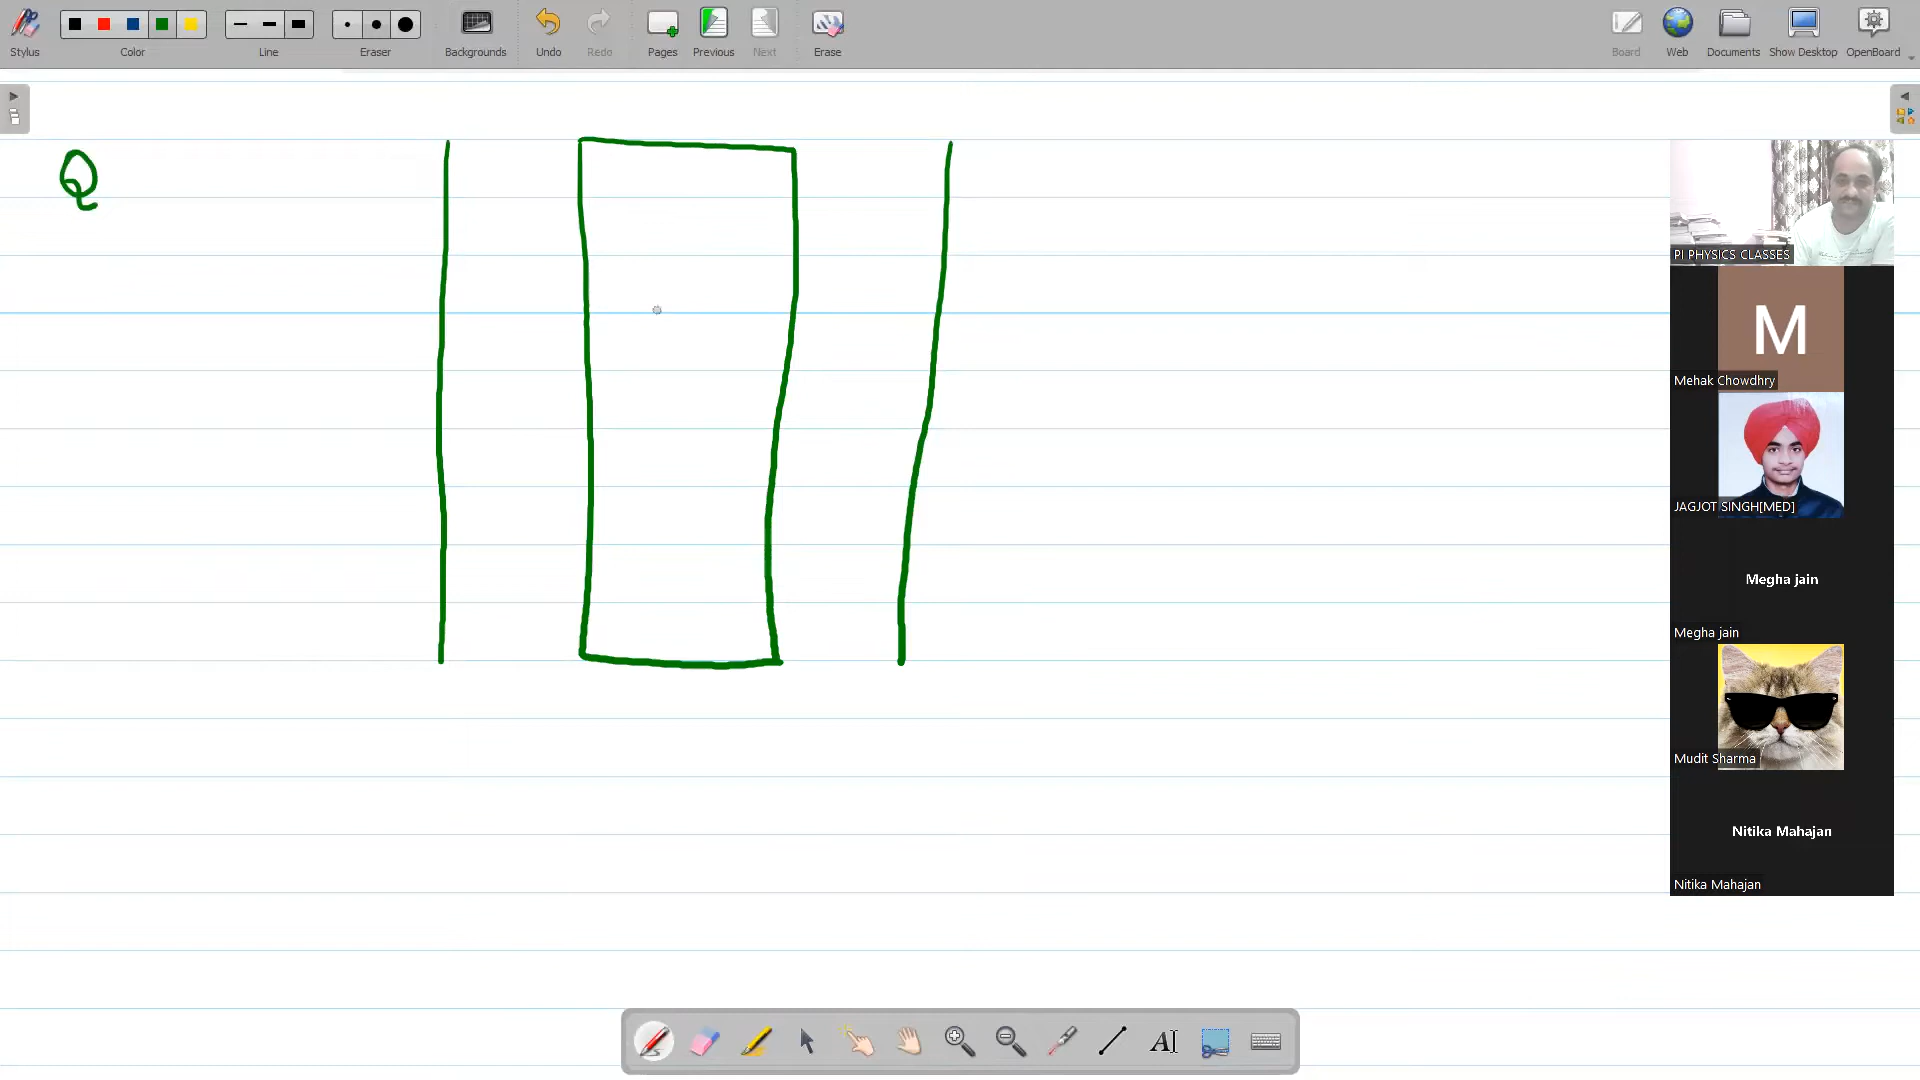 Stylus
Color
Line
Eraser
Backgrounds
Undo
Redo
Pages
Previous
Next
Erase
Board
Web
Documents
Show Desktop
OpenBoard
Q
PI PHYSICS CLASSES
M
Mehak Chowdhry
JAGJOT SINGH[MED]
Megha jain
Megha jain
Mudit Sharma
Nitika Mahajan
Nitika Mahajan
AI